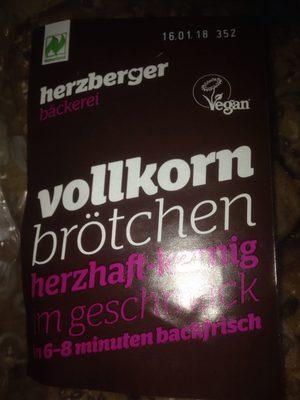 16.01.18 352
herzberger
bäckerei
Vegan
vollkorn
brötchen
herzhaft-kernig
im geschmack
in 6-8 minuten backfrisch